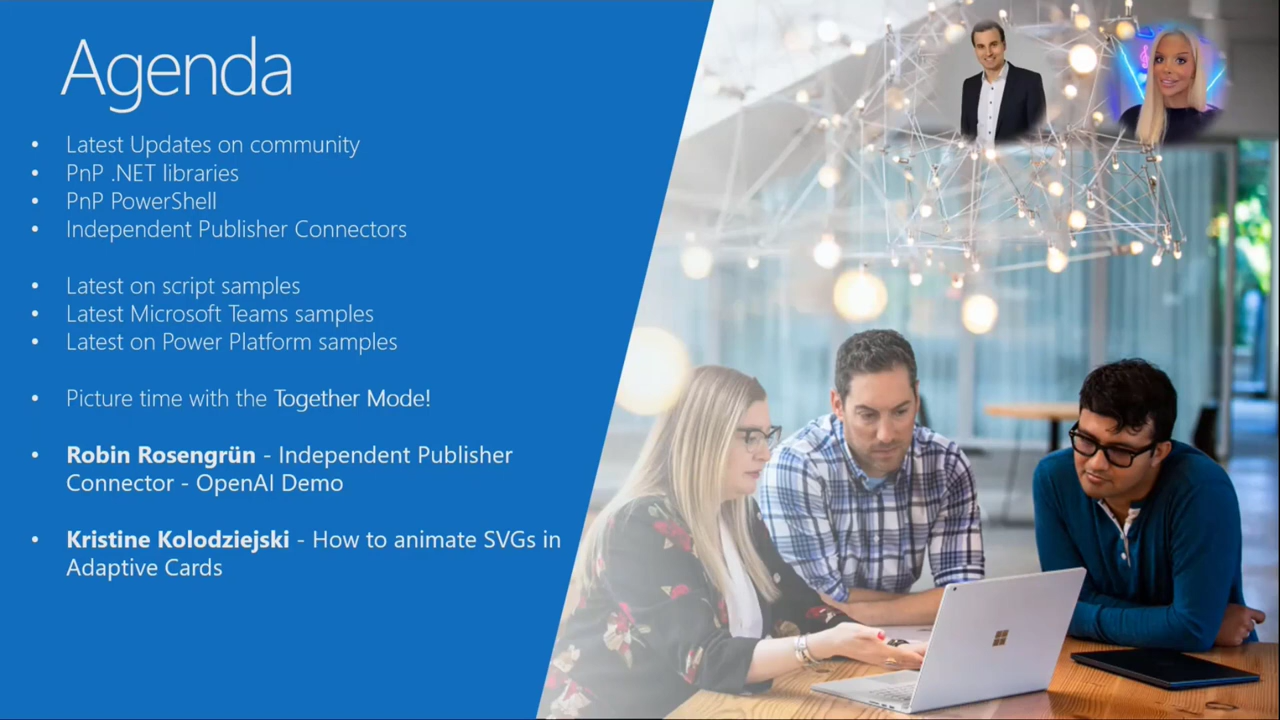 Agenda
• Latest Updates on community
• PnP .NET libraries
• PnP PowerShell
• Independent Publisher Connectors
• Latest on script samples
• Latest Microsoft Teams samples
• Latest on Power Platform samples
• Picture time with the Together Mode!
• Robin Rosengrün - Independent Publisher
Connector - OpenAI Demo
• Kristine Kolodziejski - How to animate SVGs in
Adaptive Cards